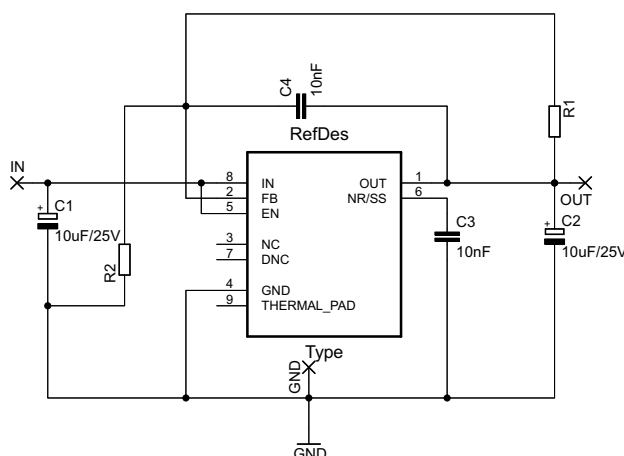 C4
10nF
R1
RefDes
IN
8
IN
OUT
1
2
FB
NR/SS
6
5
EN
OUT
+
C1
10uF/25V
C3
10nF
+
C2
10uF/25V
3
NC
7
DNC
R2
4
GND
9
THERMAL_PAD
Type
GND
GND